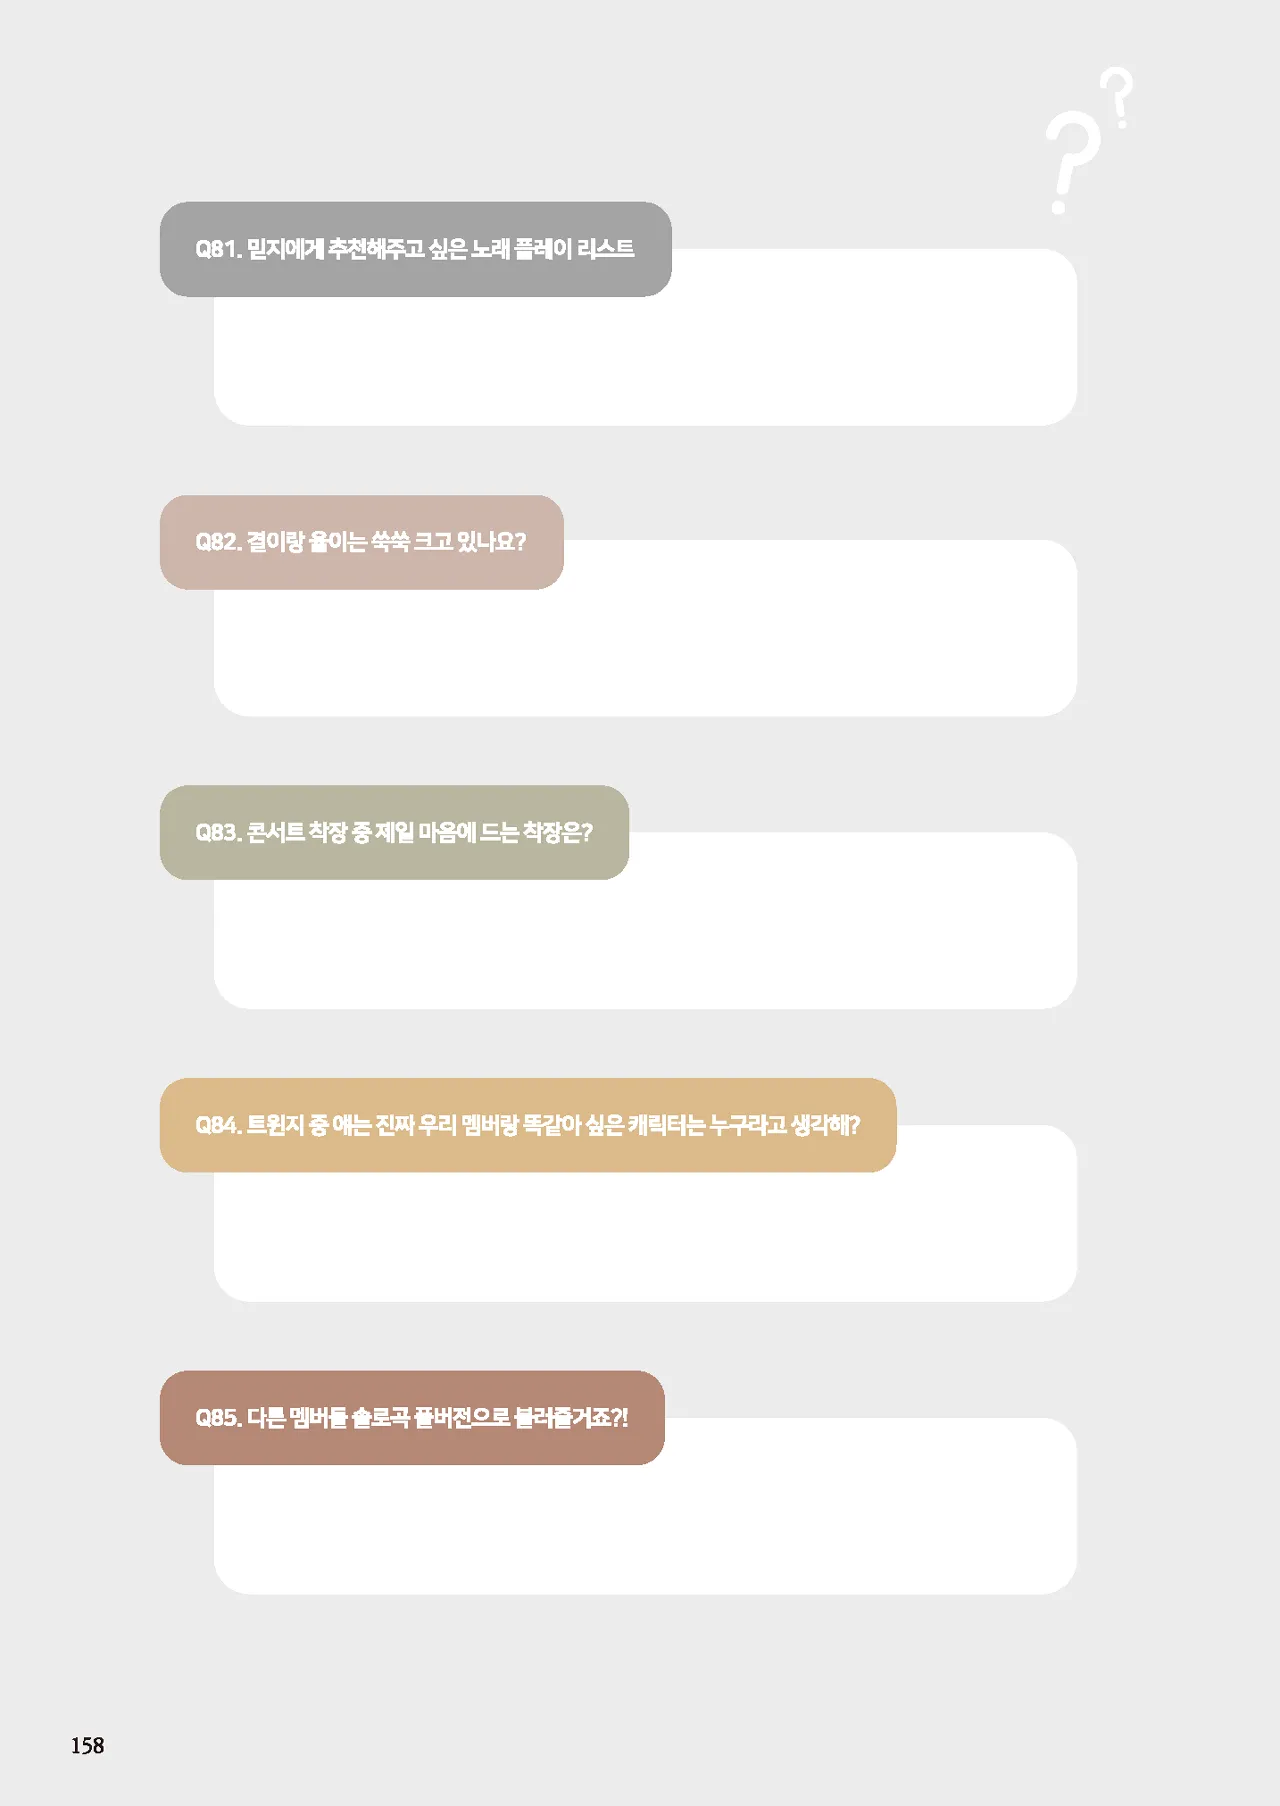 Q81. 믿지에게 추천해주고 싶은 노래 플레이 리스트
Q82. 결이랑 율이는 쑥쑥 크고 있나요?
Q83. 콘서트 착장 중 제일 마음에 드는 착장은?
Q84. 트윈지 중 얘는 진짜 우리 멤버랑 똑같아 싶은 캐릭터는 누구라고 생각해?
Q85. 다른 멤버들 솔로곡 풀버전으로 불러줄거죠?!
158